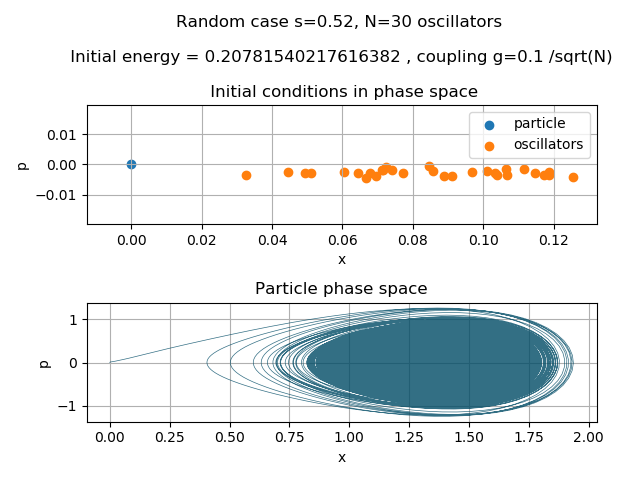 Random case s=0.52, N=30 oscillators
Initial energy = 0.20781540217616382 , coupling g=0.1 /sqrt(N)
Initial conditions in phase space
particle
oscillators
0.01
0.00
−0.01
p
0.00 0.02 0.04 0.06 0.08 0.10 0.12
x
Particle phase space
1
0
−1
p
0.00 0.25 0.50 0.75 1.00 1.25 1.50 1.75 2.00
x